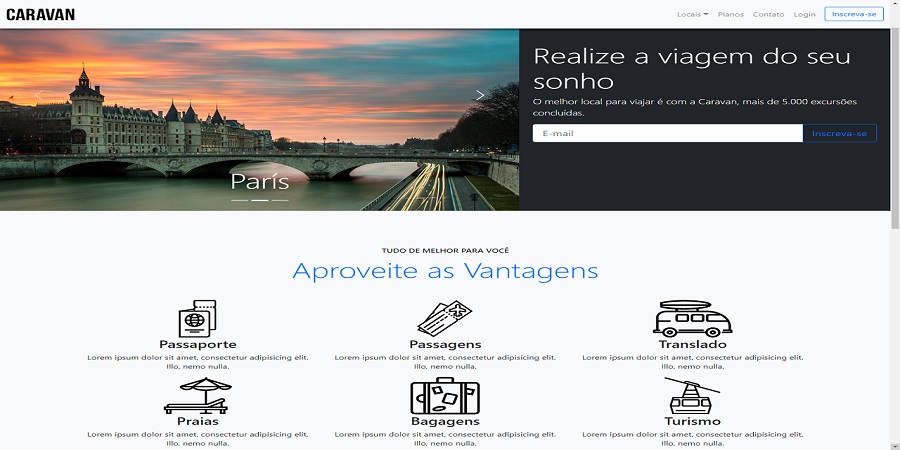 CARAVAN
Locais Planos Contato Login Inscreva-se
Realize a viagem do seu
sonho
O melhor local para viajar é com a Caravan, mais de 5.000 excursões
concluídas.
E-mail Inscreva-se
París
TUDO DE MELHOR PARA VOCÊ
Aproveite as Vantagens
Passaporte
Lorem ipsum dolor sit amet, consectetur adipisicing elit.
Illo, nemo nulla.
Passagens
Lorem ipsum dolor sit amet, consectetur adipisicing elit.
Illo, nemo nulla.
Translado
Lorem ipsum dolor sit amet, consectetur adipisicing elit.
Illo, nemo nulla.
Praias
Lorem ipsum dolor sit amet, consectetur adipisicing elit.
Illo, nemo nulla.
Bagagens
Lorem ipsum dolor sit amet, consectetur adipisicing elit.
Illo, nemo nulla.
Turismo
Lorem ipsum dolor sit amet, consectetur adipisicing elit.
Illo, nemo nulla.